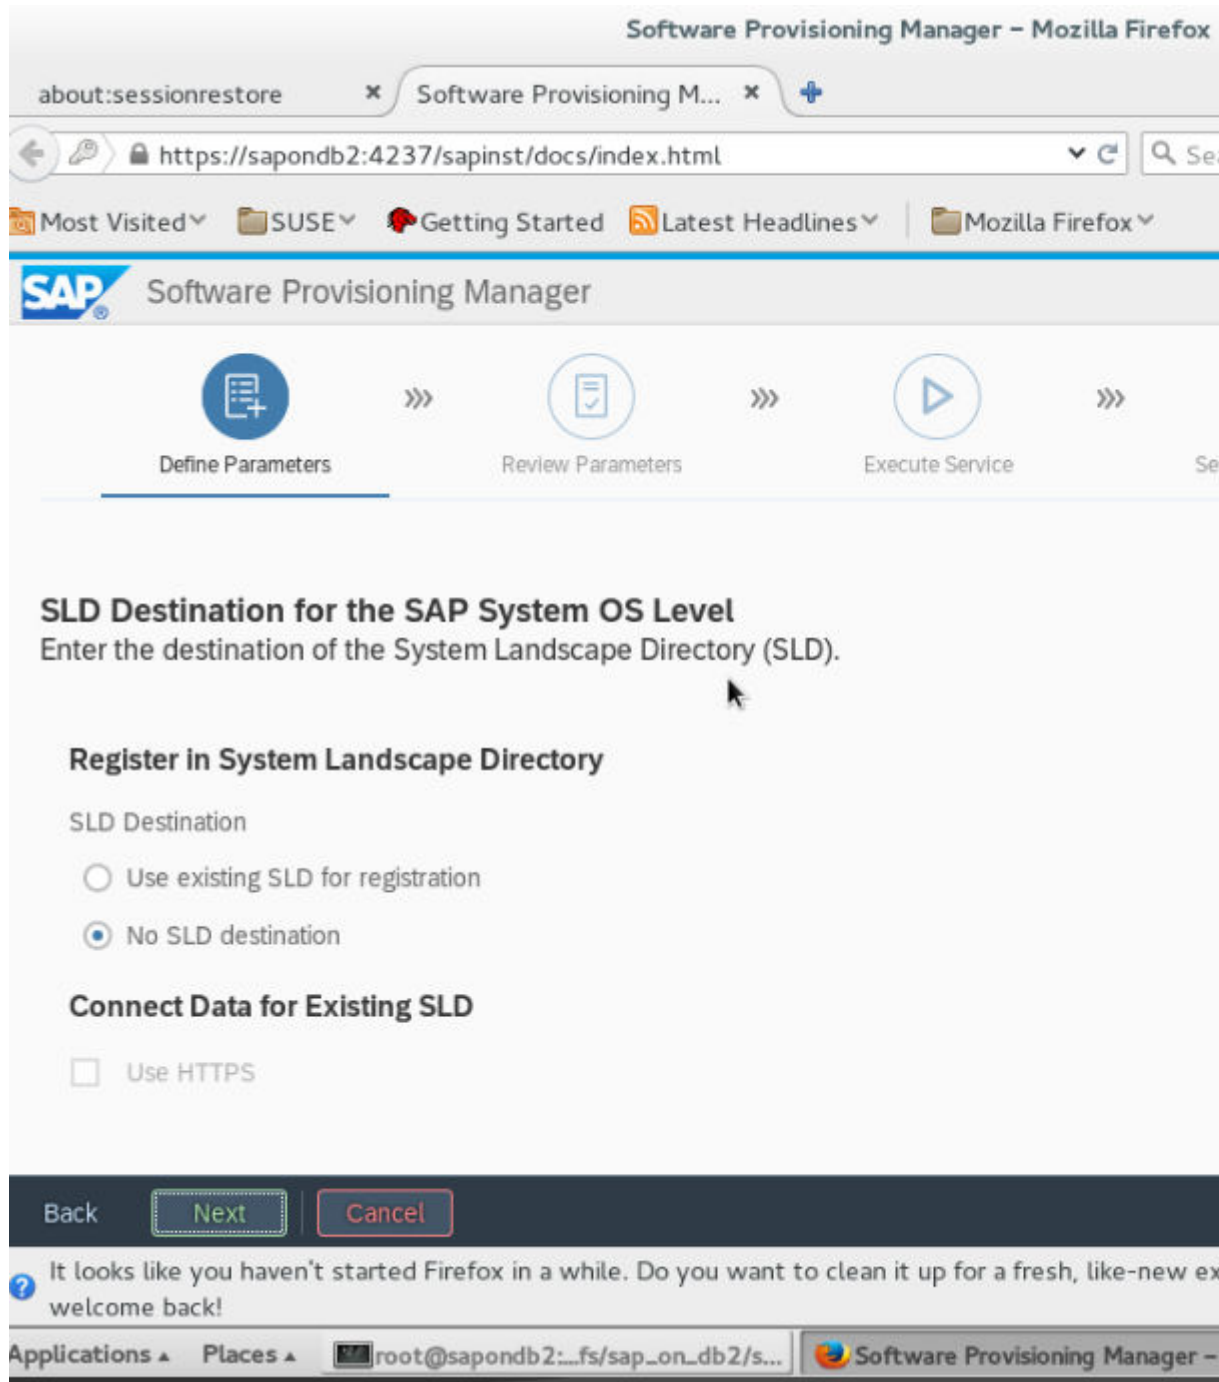 Software Provisioning Manager – Mozilla Firefox
about:sessionrestore × Software Provisioning M... ×
https://sapondb2:4237/sapinst/docs/index.html
Most Visited SUSE Getting Started Latest Headlines Mozilla Firefox
SAP Software Provisioning Manager
Define Parameters Review Parameters Execute Service
SLD Destination for the SAP System OS Level
Enter the destination of the System Landscape Directory (SLD).
Register in System Landscape Directory
SLD Destination
Use existing SLD for registration
No SLD destination
Connect Data for Existing SLD
Use HTTPS
Back Next Cancel
It looks like you haven't started Firefox in a while. Do you want to clean it up for a fresh, like-new
welcome back!
Applications Places root@sapondb2:...fs/sap_on_db2/s... Software Provisioning Manager –